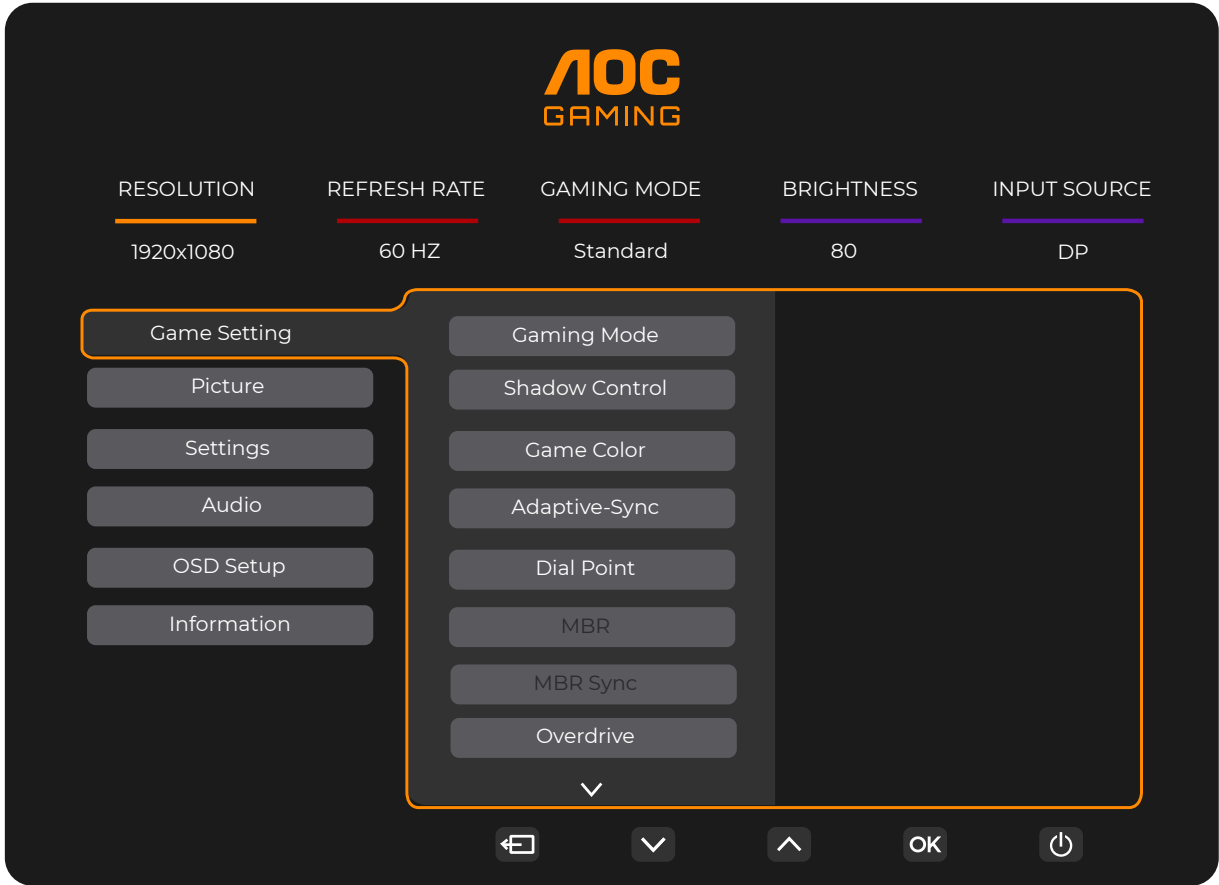 AOC
GAMING
RESOLUTION REFRESH RATE GAMING MODE BRIGHTNESS INPUT SOURCE
1920x1080 60 HZ Standard 80 DP
Game Setting
Picture
Settings
Audio
OSD Setup
Information
Gaming Mode
Shadow Control
Game Color
Adaptive-Sync
Dial Point
MBR
MBR Sync
Overdrive
OK